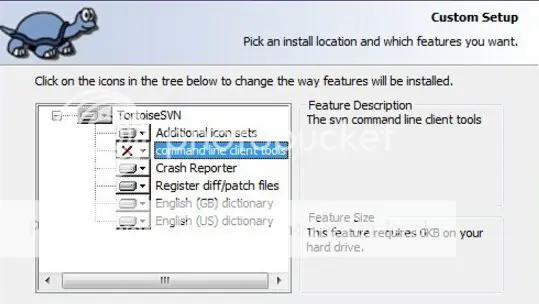 Custom Setup
Pick an install location and which features you want.
Click on the icons in the tree below to change the way features will be installed.
TortoiseSVN
Additional icon sets
command line client tools
Crash Reporter
Register diff/patch files
English (GB) dictionary
English (US) dictionary
Feature Description
The svn command line client tools
Feature Size
This feature requires 0KB on your
hard drive.